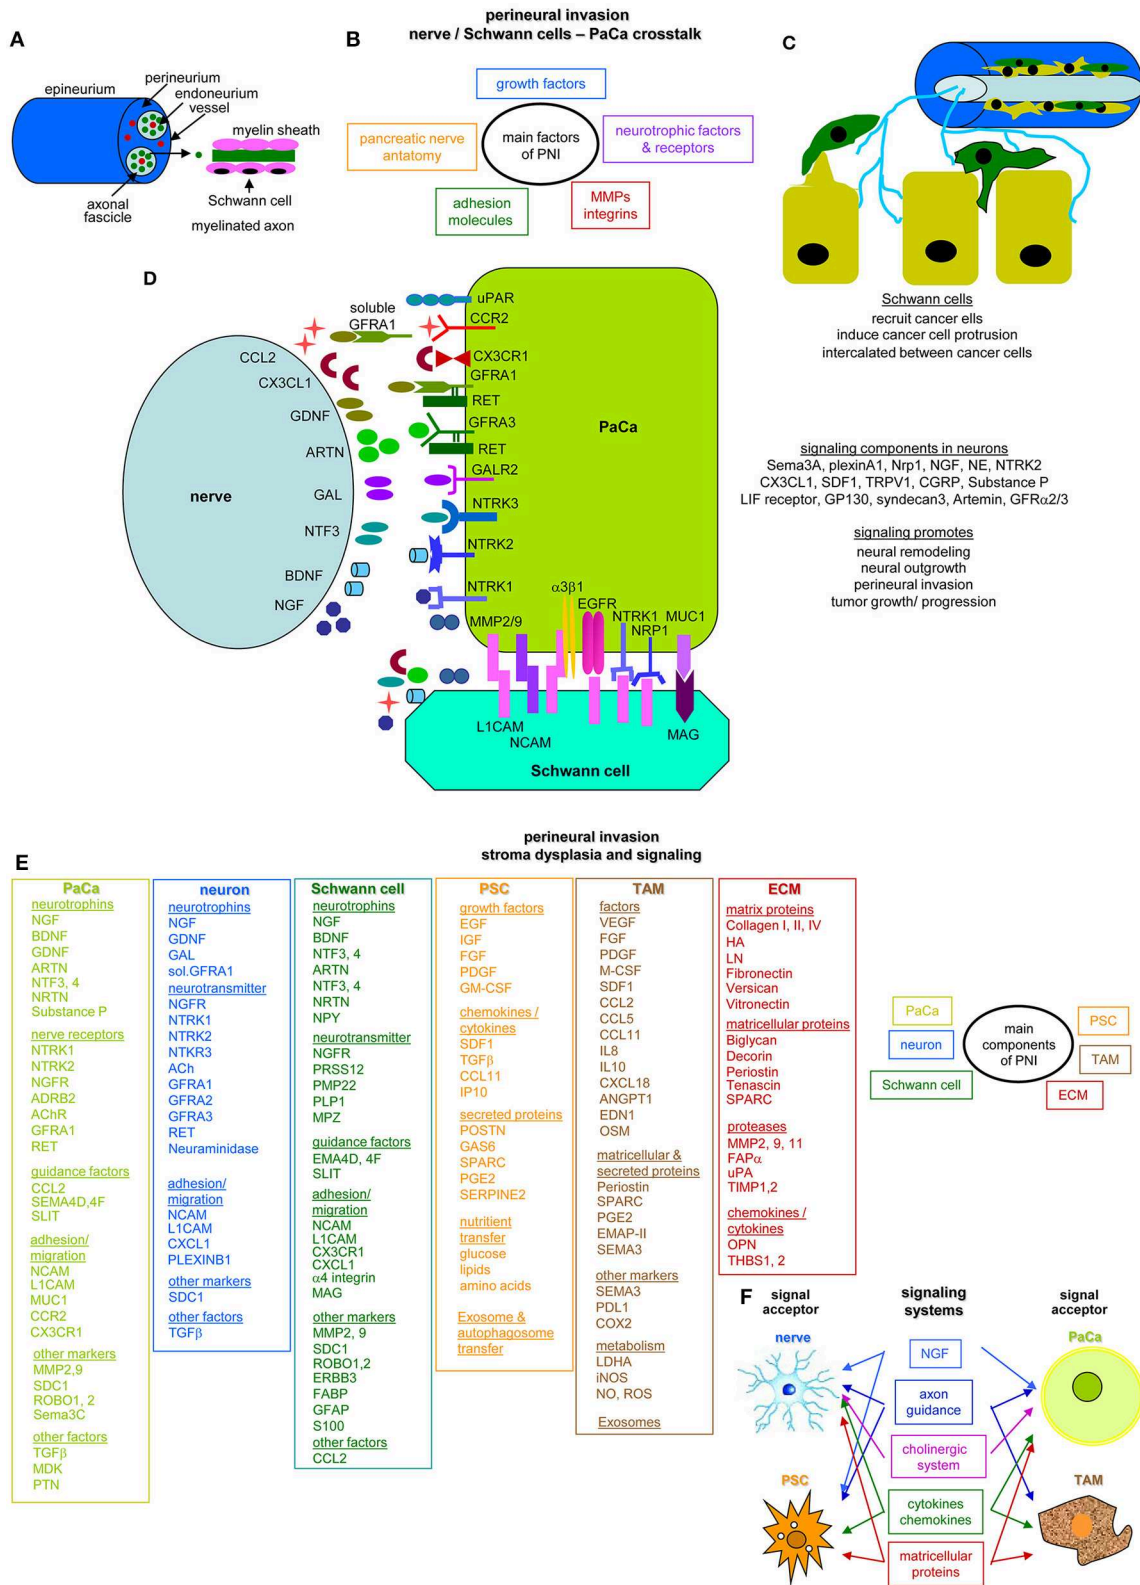 perineural invasion
nerve / Schwann cells – PaCa crosstalk
A
epineurium
perineurium
endoneurium
vessel
myelin sheath
axonal
fascicle
Schwann cell
myelinated axon
B
growth factors
pancreatic nerve
antatomy
main factors
of PNI
neurotrophic factors
& receptors
adhesion
molecules
MMPs
integrins
C
Schwann cells
recruit cancer ells
induce cancer cell protrusion
intercalated between cancer cells
signaling components in neurons
Sema3A, plexinA1, Nrp1, NGF, NE, NTRK2
CX3CL1, SDF1, TRPV1, CGRP, Substance P
LIF receptor, GP130, syndecan3, Artemin, GFRα2/3
signaling promotes
neural remodeling
neural outgrowth
perineural invasion
tumor growth/ progression
D
nerve
CCL2
CX3CL1
GDNF
ARTN
GAL
NTF3
BDNF
NGF
soluble
GFRA1
uPAR
CCR2
CX3CR1
GFRA1
RET
GFRA3
RET
GALR2
NTRK3
NTRK2
NTRK1
MMP2/9
PaCa
α3β1
EGFR
NTRK1
NRP1
MUC1
L1CAM
NCAM
MAG
Schwann cell
perineural invasion
stroma dysplasia and signaling
E
PaCa
neurotrophins
NGF
BDNF
GDNF
ARTN
NTF3, 4
NRTN
Substance P
nerve receptors
NTRK1
NTRK2
NGFR
ADRB2
AChR
GFRA1
RET
guidance factors
CCL2
SEMA4D,4F
SLIT
adhesion/
migration
NCAM
L1CAM
MUC1
CCR2
CX3CR1
other markers
MMP2,9
SDC1
ROBO1, 2
Sema3C
other factors
TGFβ
MDK
PTN
neuron
neurotrophins
NGF
GDNF
GAL
sol.GFRA1
neurotransmitter
NGFR
NTRK1
NTRK2
NTKR3
ACh
GFRA1
GFRA2
GFRA3
RET
Neuraminidase
adhesion/
migration
NCAM
L1CAM
CXCL1
PLEXINB1
other markers
SDC1
other factors
TGFβ
Schwann cell
neurotrophins
NGF
BDNF
NTF3, 4
ARTN
NTF3, 4
NRTN
NPY
neurotransmitter
NGFR
PRSS12
PMP22
PLP1
MPZ
guidance factors
EMA4D, 4F
SLIT
adhesion/
migration
NCAM
L1CAM
CX3CR1
CXCL1
α4 integrin
MAG
other markers
MMP2, 9
SDC1
ROBO1,2
ERBB3
FABP
GFAP
S100
other factors
CCL2
PSC
growth factors
EGF
IGF
FGF
PDGF
GM-CSF
chemokines /
cytokines
SDF1
TGFβ
CCL11
IP10
secreted proteins
POSTN
GAS6
SPARC
PGE2
SERPINE2
nutritient
transfer
glucose
lipids
amino acids
Exosome &
autophagosome
transfer
TAM
factors
VEGF
FGF
PDGF
M-CSF
SDF1
CCL2
CCL5
CCL11
IL8
IL10
CXCL18
ANGPT1
EDN1
OSM
matricellular &
secreted proteins
Periostin
SPARC
PGE2
EMAP-II
SEMA3
other markers
SEMA3
PDL1
COX2
metabolism
LDHA
iNOS
NO, ROS
Exosomes
ECM
matrix proteins
Collagen I, II, IV
HA
LN
Fibronectin
Versican
Vitronectin
matricellular proteins
Biglycan
Decorin
Periostin
Tenascin
SPARC
proteases
MMP2, 9, 11
FAPα
uPA
TIMP1,2
chemokines /
cytokines
OPN
THBS1, 2
PaCa
neuron
Schwann cell
main
components
of PNI
PSC
TAM
ECM
F
signal
acceptor
signaling
systems
signal
acceptor
nerve
PaCa
NGF
axon
guidance
cholinergic
system
PSC
TAM
cytokines
chemokines
matricellular
proteins